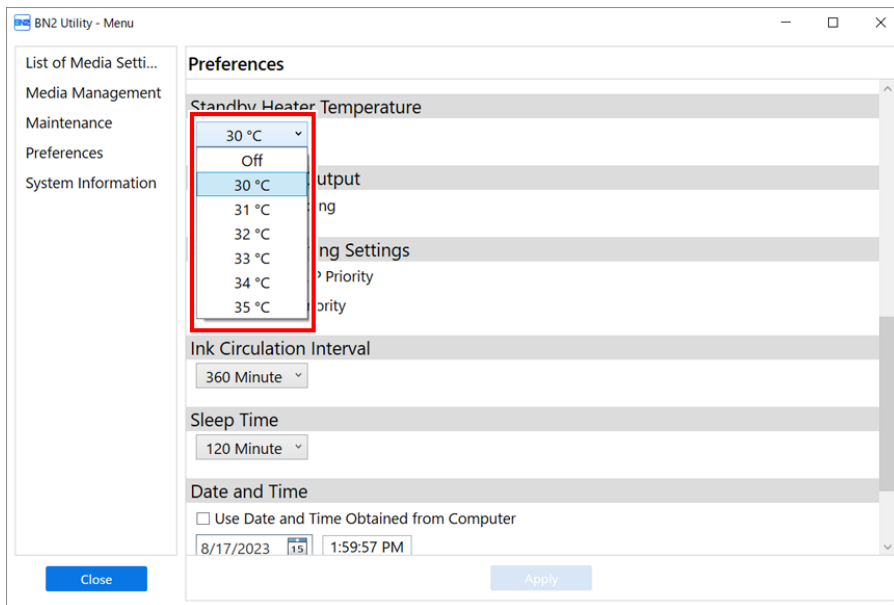 BN2 BN2 Utility - Menu
List of Media Setti...
Media Management
Maintenance
Preferences
System Information
Close
Preferences
Standby Heater Temperature
30 °C
Off
30 °C
31 °C
32 °C
33 °C
34 °C
35 °C
utput
ng
ng Settings
P Priority
ority
Ink Circulation Interval
360 Minute
Sleep Time
120 Minute
Date and Time
Use Date and Time Obtained from Computer
8/17/2023 15 1:59:57 PM
Apply